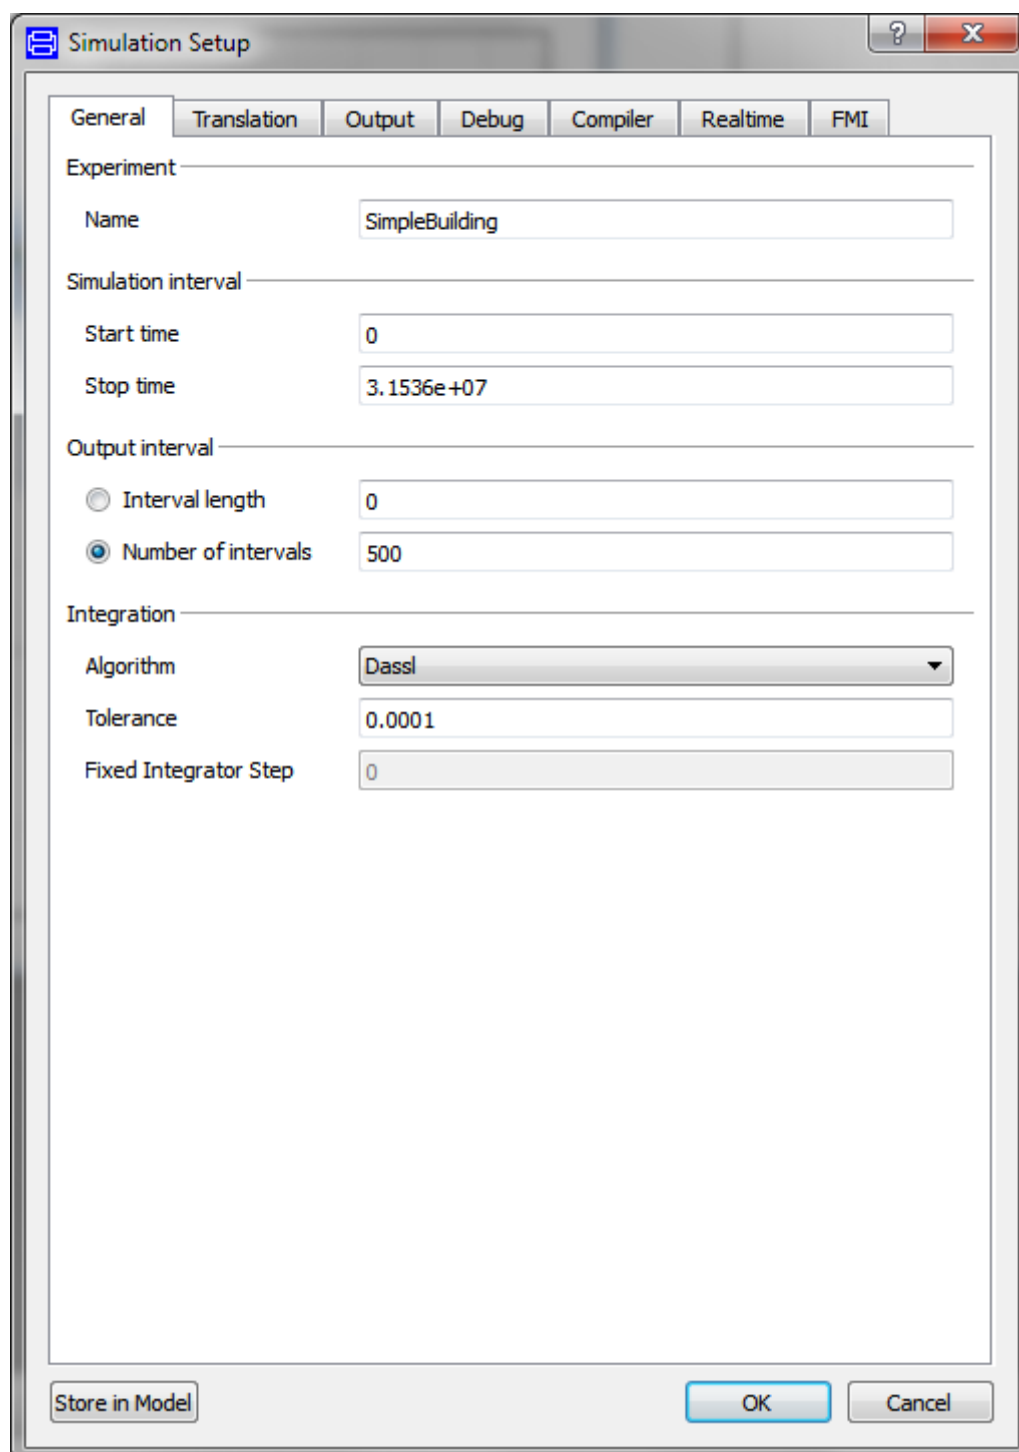 Simulation Setup
General Translation Output Debug Compiler Realtime FMI
Experiment
Name SimpleBuilding
Simulation interval
Start time 0
Stop time 3.1536e+07
Output interval
Interval length 0
Number of intervals 500
Integration
Algorithm Dassl
Tolerance 0.0001
Fixed Integrator Step 0
Store in Model OK Cancel